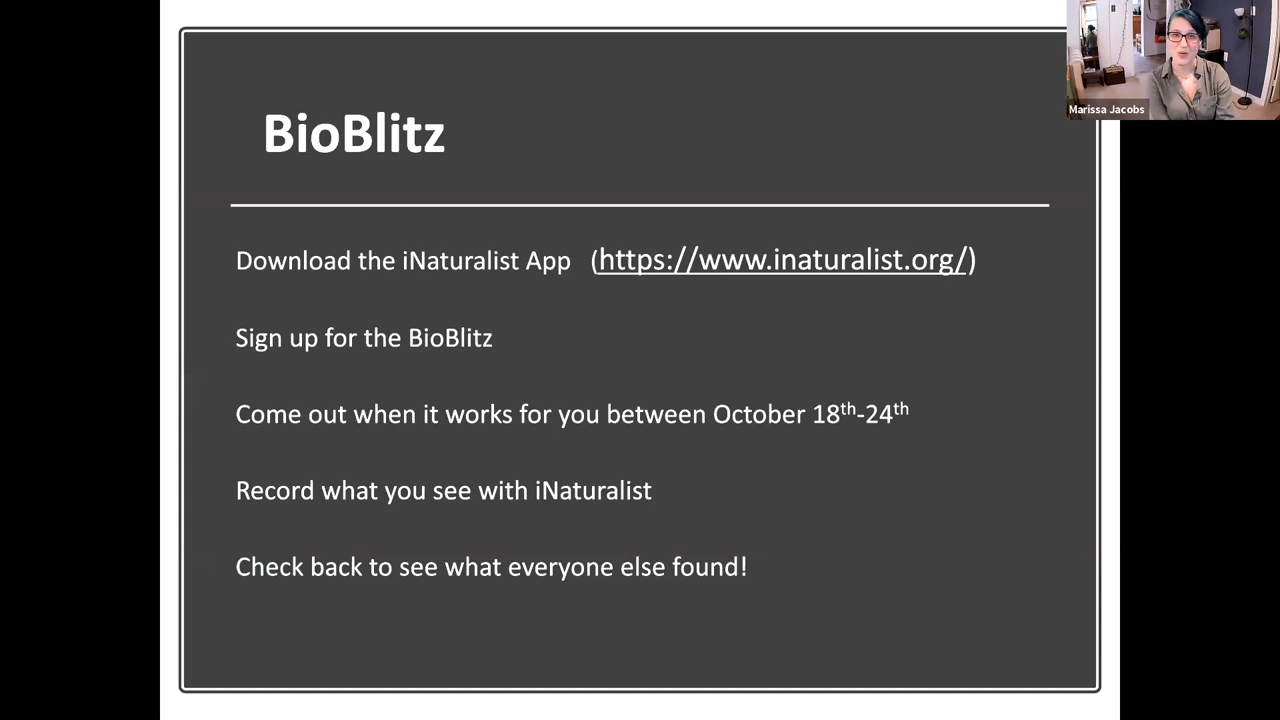 BioBlitz
Download the iNaturalist App (https://www.inaturalist.org/)
Sign up for the BioBlitz
Come out when it works for you between October 18th-24th
Record what you see with iNaturalist
Check back to see what everyone else found!
Marissa Jacobs